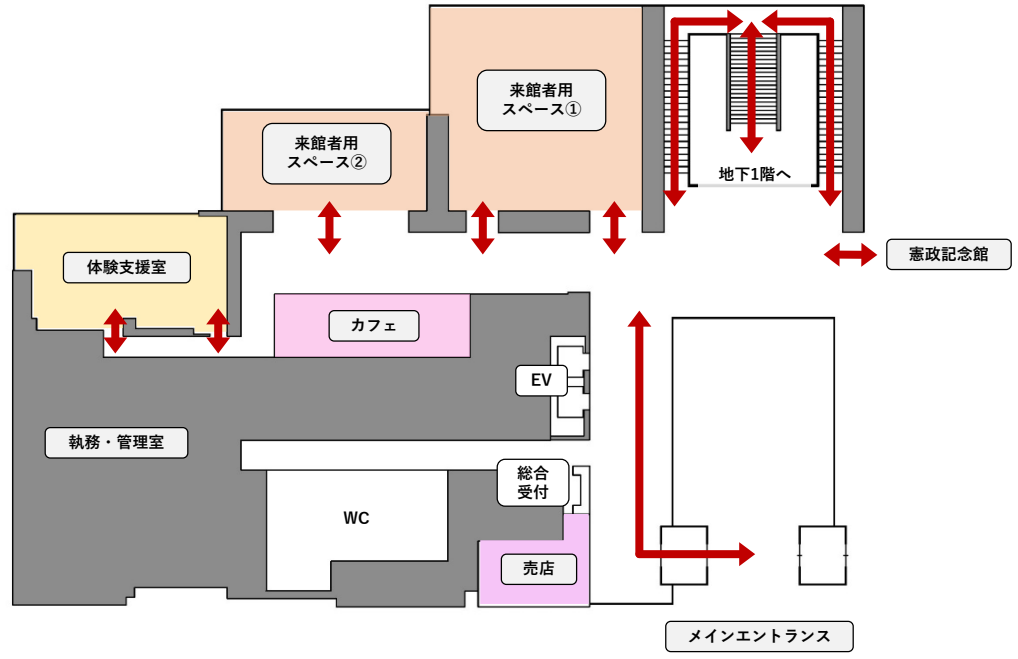 来館者用
スペース①
来館者用
スペース②
地下1階へ
憲政記念館
体験支援室
カフェ
EV
執務・管理室
総合
受付
WC
売店
メインエントランス